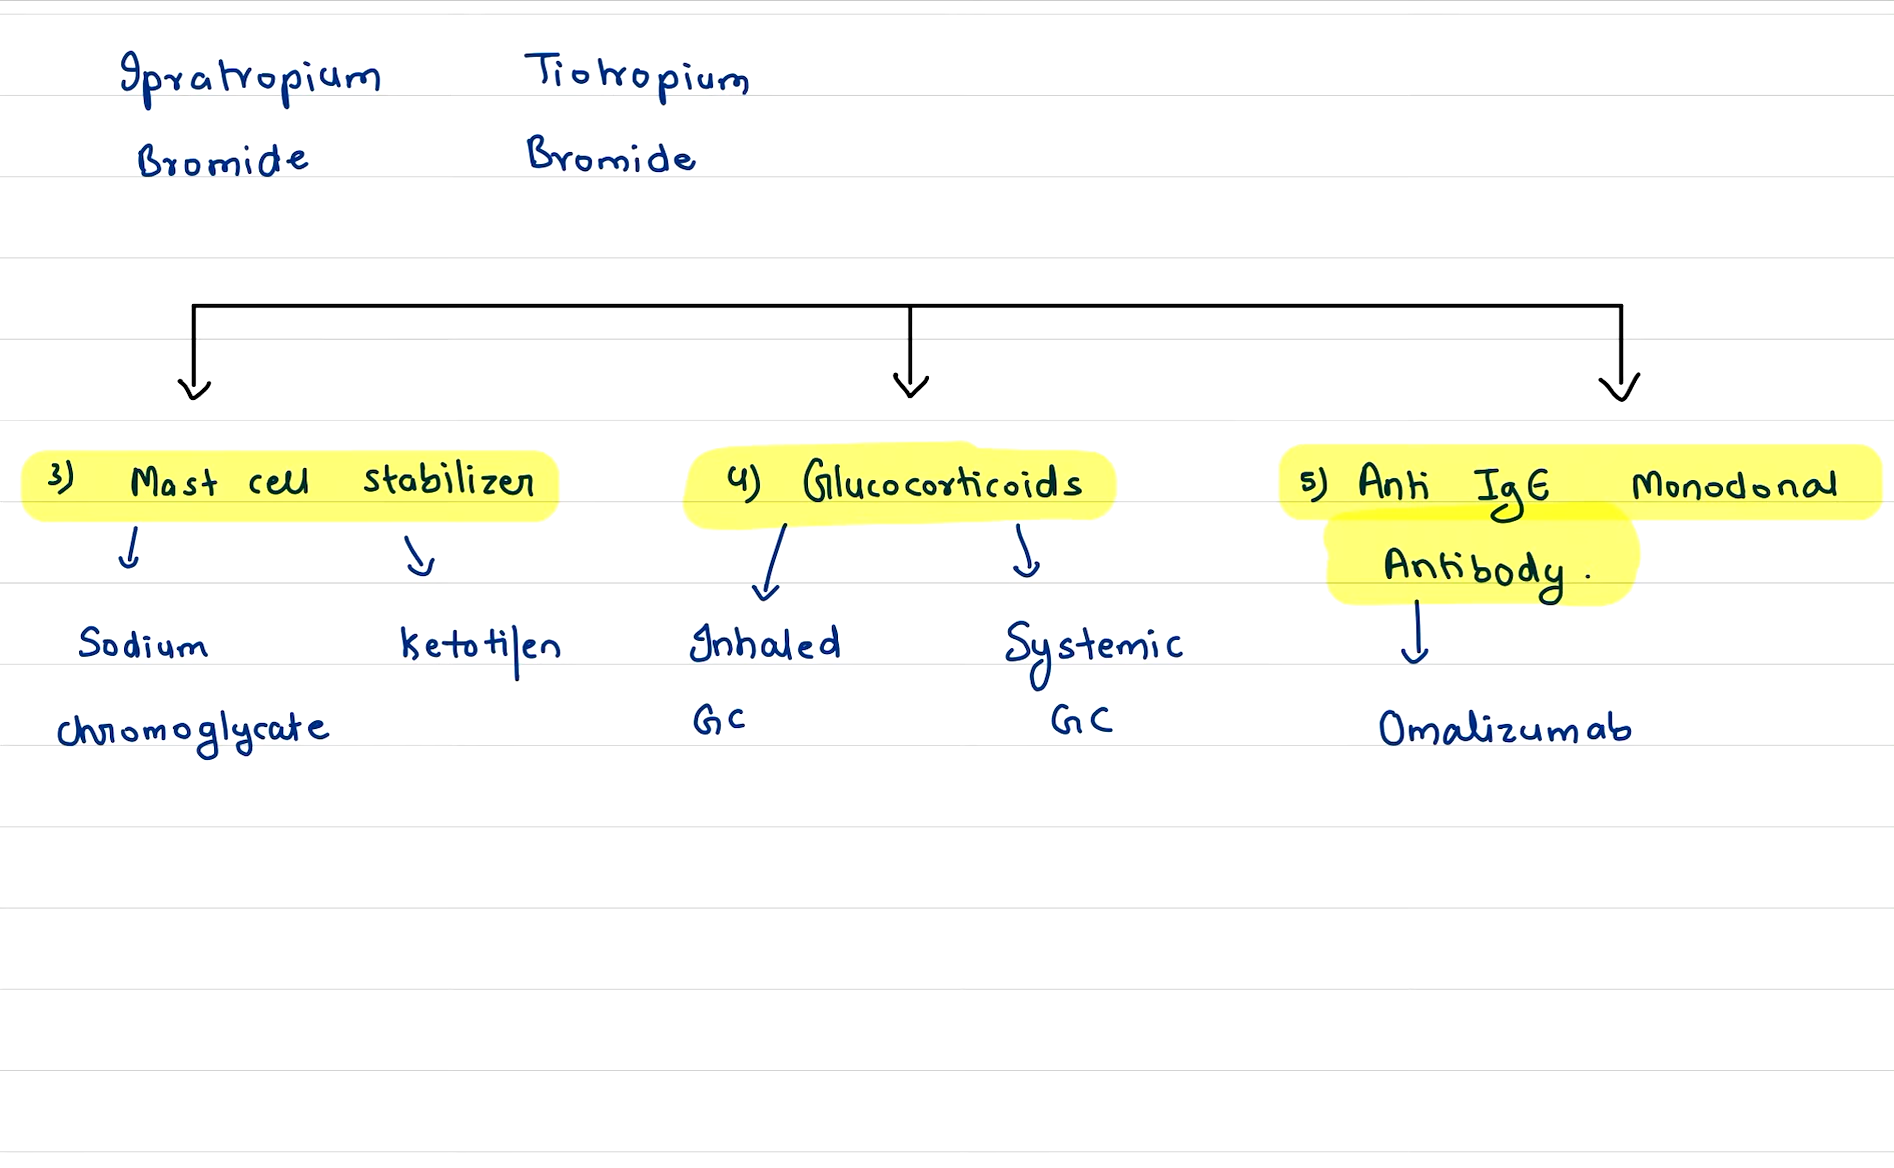 Ipratropium Tiotropium
Bromide Bromide
3) Mast cell stabilizer 4) Glucocorticoids 5) Anti IgE Monoclonal
Antibody.
Sodium Ketotifen Inhaled Systemic
chromoglycate GC GC Omalizumab